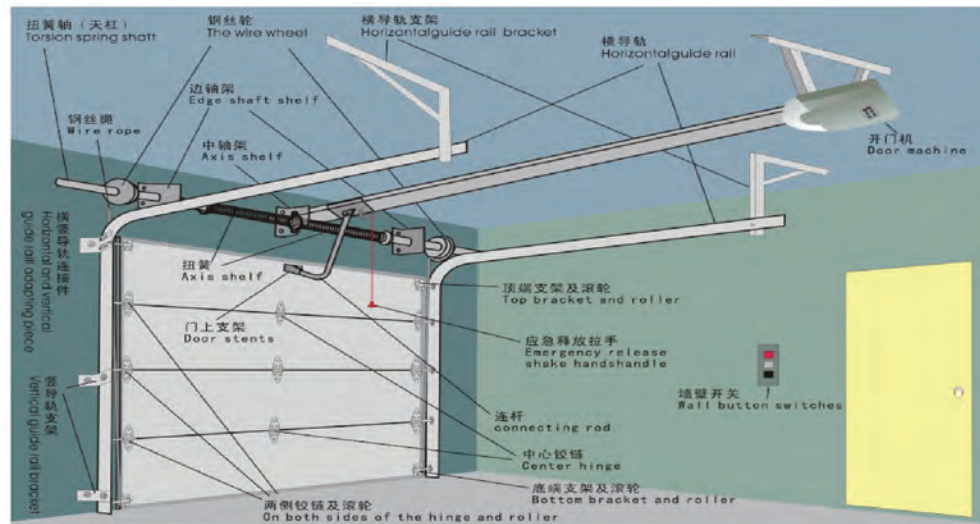 扭簧轴（天杠）
Torsion spring shaft
钢丝轮
The wire wheel
横导轨支架
Horizontalguide rail bracket
横导轨
Horizontalguide rail
边轴架
Edge shaft shelf
钢丝绳
Wire rope
中轴架
Axis shelf
开门机
Door machine
横竖导轨连接件
Horizontal and vertical
guide rail adapting piece
扭簧
Axis shelf
顶端支架及滚轮
Top bracket and roller
门上支架
Door stents
应急释放拉手
Emergency release
shake handshandle
墙壁开关
Wall button switches
竖导轨支架
Vertical guide rail bracket
连杆
connecting rod
中心铰链
Center hinge
底端支架及滚轮
Bottom bracket and roller
两侧铰链及滚轮
On both sides of the hinge and roller